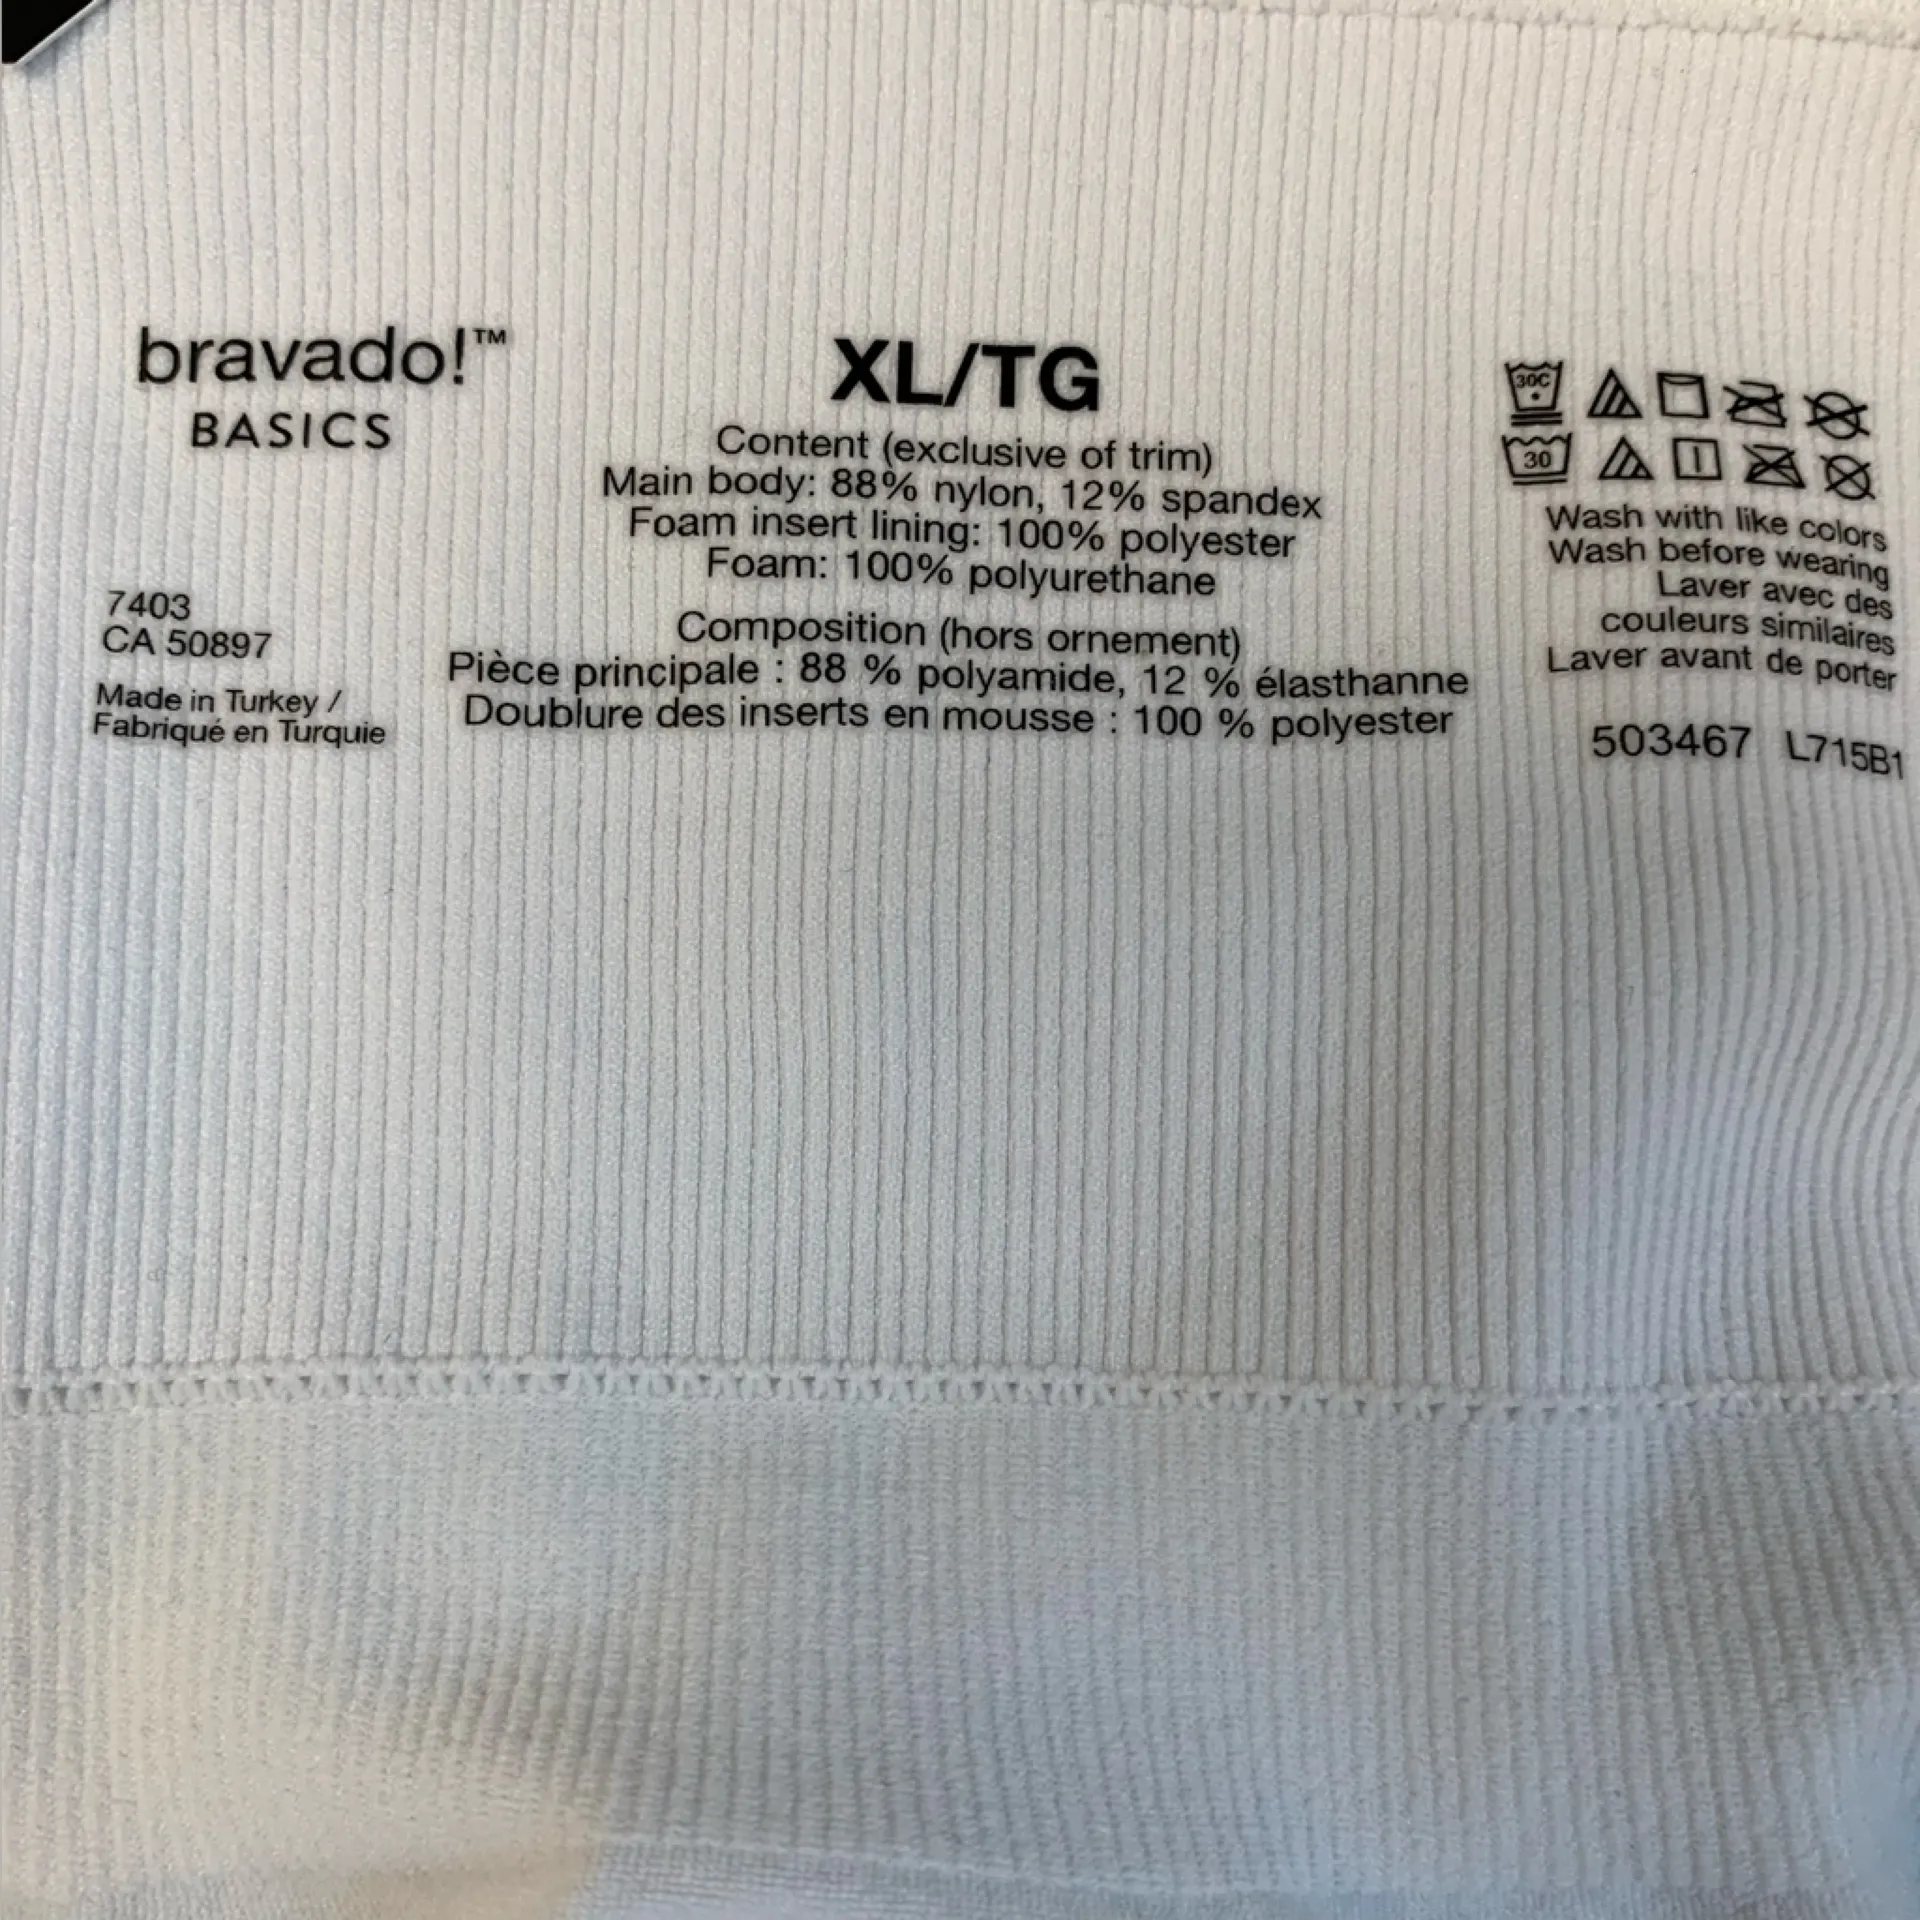 bravado!™
BASICS
7403
CA 50897
Made in Turkey /
Fabriqué en Turquie
XL/TG
Content (exclusive of trim)
Main body: 88% nylon, 12% spandex
Foam insert lining: 100% polyester
Foam: 100% polyurethane
Composition (hors ornement)
Pièce principale : 88 % polyamide, 12 % élasthanne
Doublure des inserts en mousse : 100 % polyester
30C
30
Wash with like colors
Wash before wearing
Laver avec des
couleurs similaires
Laver avant de porter
503467 L715B1